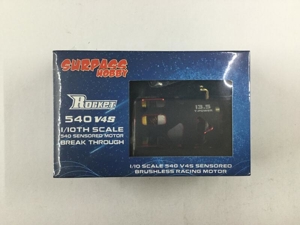 SURPASS
HOBBY
ROCKET
540 V4S
1/10TH SCALE
540 SENSORED MOTOR
BREAK THROUGH
13.5
1/10 SCALE 540 V4S SENSORED
BRUSHLESS RACING MOTOR